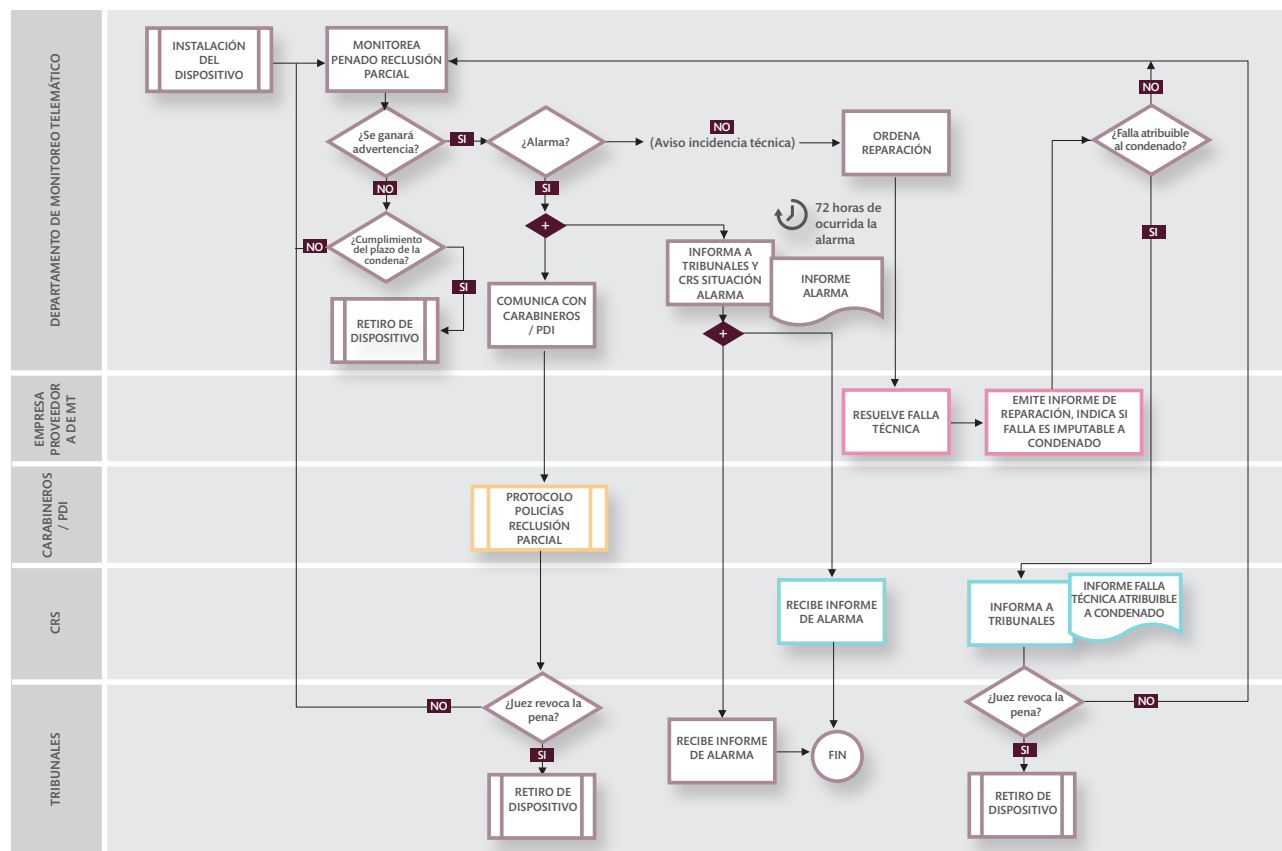 DEPARTAMENTO DE MONITOREO TELEMÁTICO
INSTALACIÓN
DEL
DISPOSITIVO
MONITOREA
PENADO RECLUSIÓN
PARCIAL
¿Se ganará
advertencia?
SI
¿Alarma?
NO
(Aviso incidencia técnica)
ORDENA
REPARACIÓN
¿Falla atribuible
al condenado?
NO
SI
NO
¿Cumplimiento
del plazo de la
condena?
NO
SI
RETIRO DE
DISPOSITIVO
SI
+
COMUNICA CON
CARABINEROS
/ PDI
72 horas de
ocurrida la
alarma
INFORMA A
TRIBUNALES Y
CRS SITUACIÓN
ALARMA
INFORME
ALARMA
+
EMPRESA
PROVEEDOR
A DE MT
RESUELVE FALLA
TÉCNICA
EMITE INFORME DE
REPARACIÓN, INDICA SI
FALLA ES IMPUTABLE A
CONDENADO
CARABINEROS
/ PDI
PROTOCOLO
POLICÍAS
RECLUSIÓN
PARCIAL
CRS
RECIBE INFORME
DE ALARMA
INFORMA A
TRIBUNALES
INFORME FALLA
TÉCNICA ATRIBUIBLE
A CONDENADO
TRIBUNALES
¿Juez revoca la
pena?
NO
SI
RETIRO DE
DISPOSITIVO
RECIBE INFORME
DE ALARMA
FIN
¿Juez revoca la
pena?
NO
SI
RETIRO DE
DISPOSITIVO